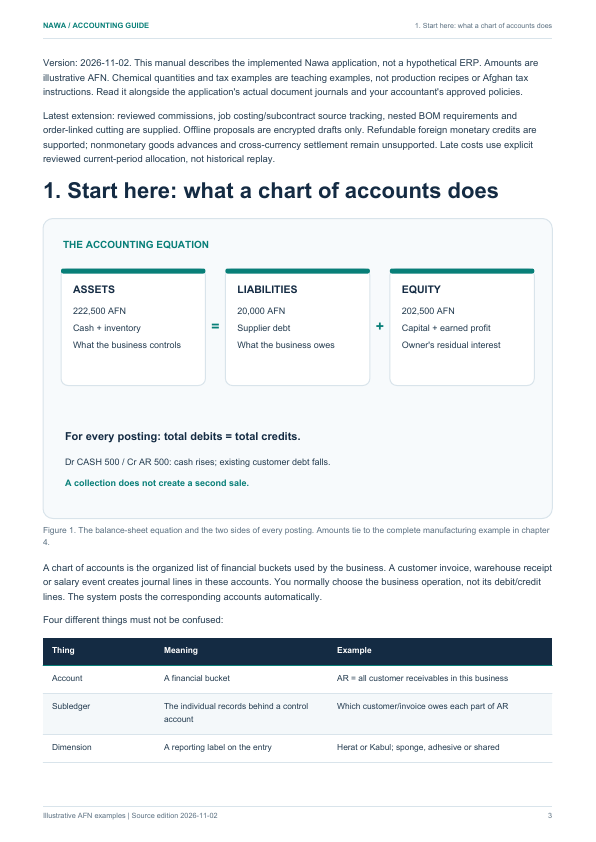 NAWA / ACCOUNTING GUIDE
1. Start here: what a chart of accounts does
Version: 2026-11-02. This manual describes the implemented Nawa application, not a hypothetical ERP. Amounts are
illustrative AFN. Chemical quantities and tax examples are teaching examples, not production recipes or Afghan tax
instructions. Read it alongside the application's actual document journals and your accountant's approved policies.
Latest extension: reviewed commissions, job costing/subcontract source tracking, nested BOM requirements and
order-linked cutting are supplied. Offline proposals are encrypted drafts only. Refundable foreign monetary credits are
supported; nonmonetary goods advances and cross-currency settlement remain unsupported. Late costs use explicit
reviewed current-period allocation, not historical replay.
1. Start here: what a chart of accounts does
THE ACCOUNTING EQUATION
ASSETS
222,500 AFN
Cash + inventory
What the business controls
=
LIABILITIES
20,000 AFN
Supplier debt
What the business owes
+
EQUITY
202,500 AFN
Capital + earned profit
Owner's residual interest
For every posting: total debits = total credits.
Dr CASH 500 / Cr AR 500: cash rises; existing customer debt falls.
A collection does not create a second sale.
Figure 1. The balance-sheet equation and the two sides of every posting. Amounts tie to the complete manufacturing example in chapter
4.
A chart of accounts is the organized list of financial buckets used by the business. A customer invoice, warehouse receipt
or salary event creates journal lines in these accounts. You normally choose the business operation, not its debit/credit
lines. The system posts the corresponding accounts automatically.
Four different things must not be confused:
Thing Meaning Example
Account A financial bucket AR = all customer receivables in this business
Subledger The individual records behind a control Which customer/invoice owes each part of AR
account
Dimension A reporting label on the entry Herat or Kabul; sponge, adhesive or shared
Illustrative AFN examples | Source edition 2026-11-02
3